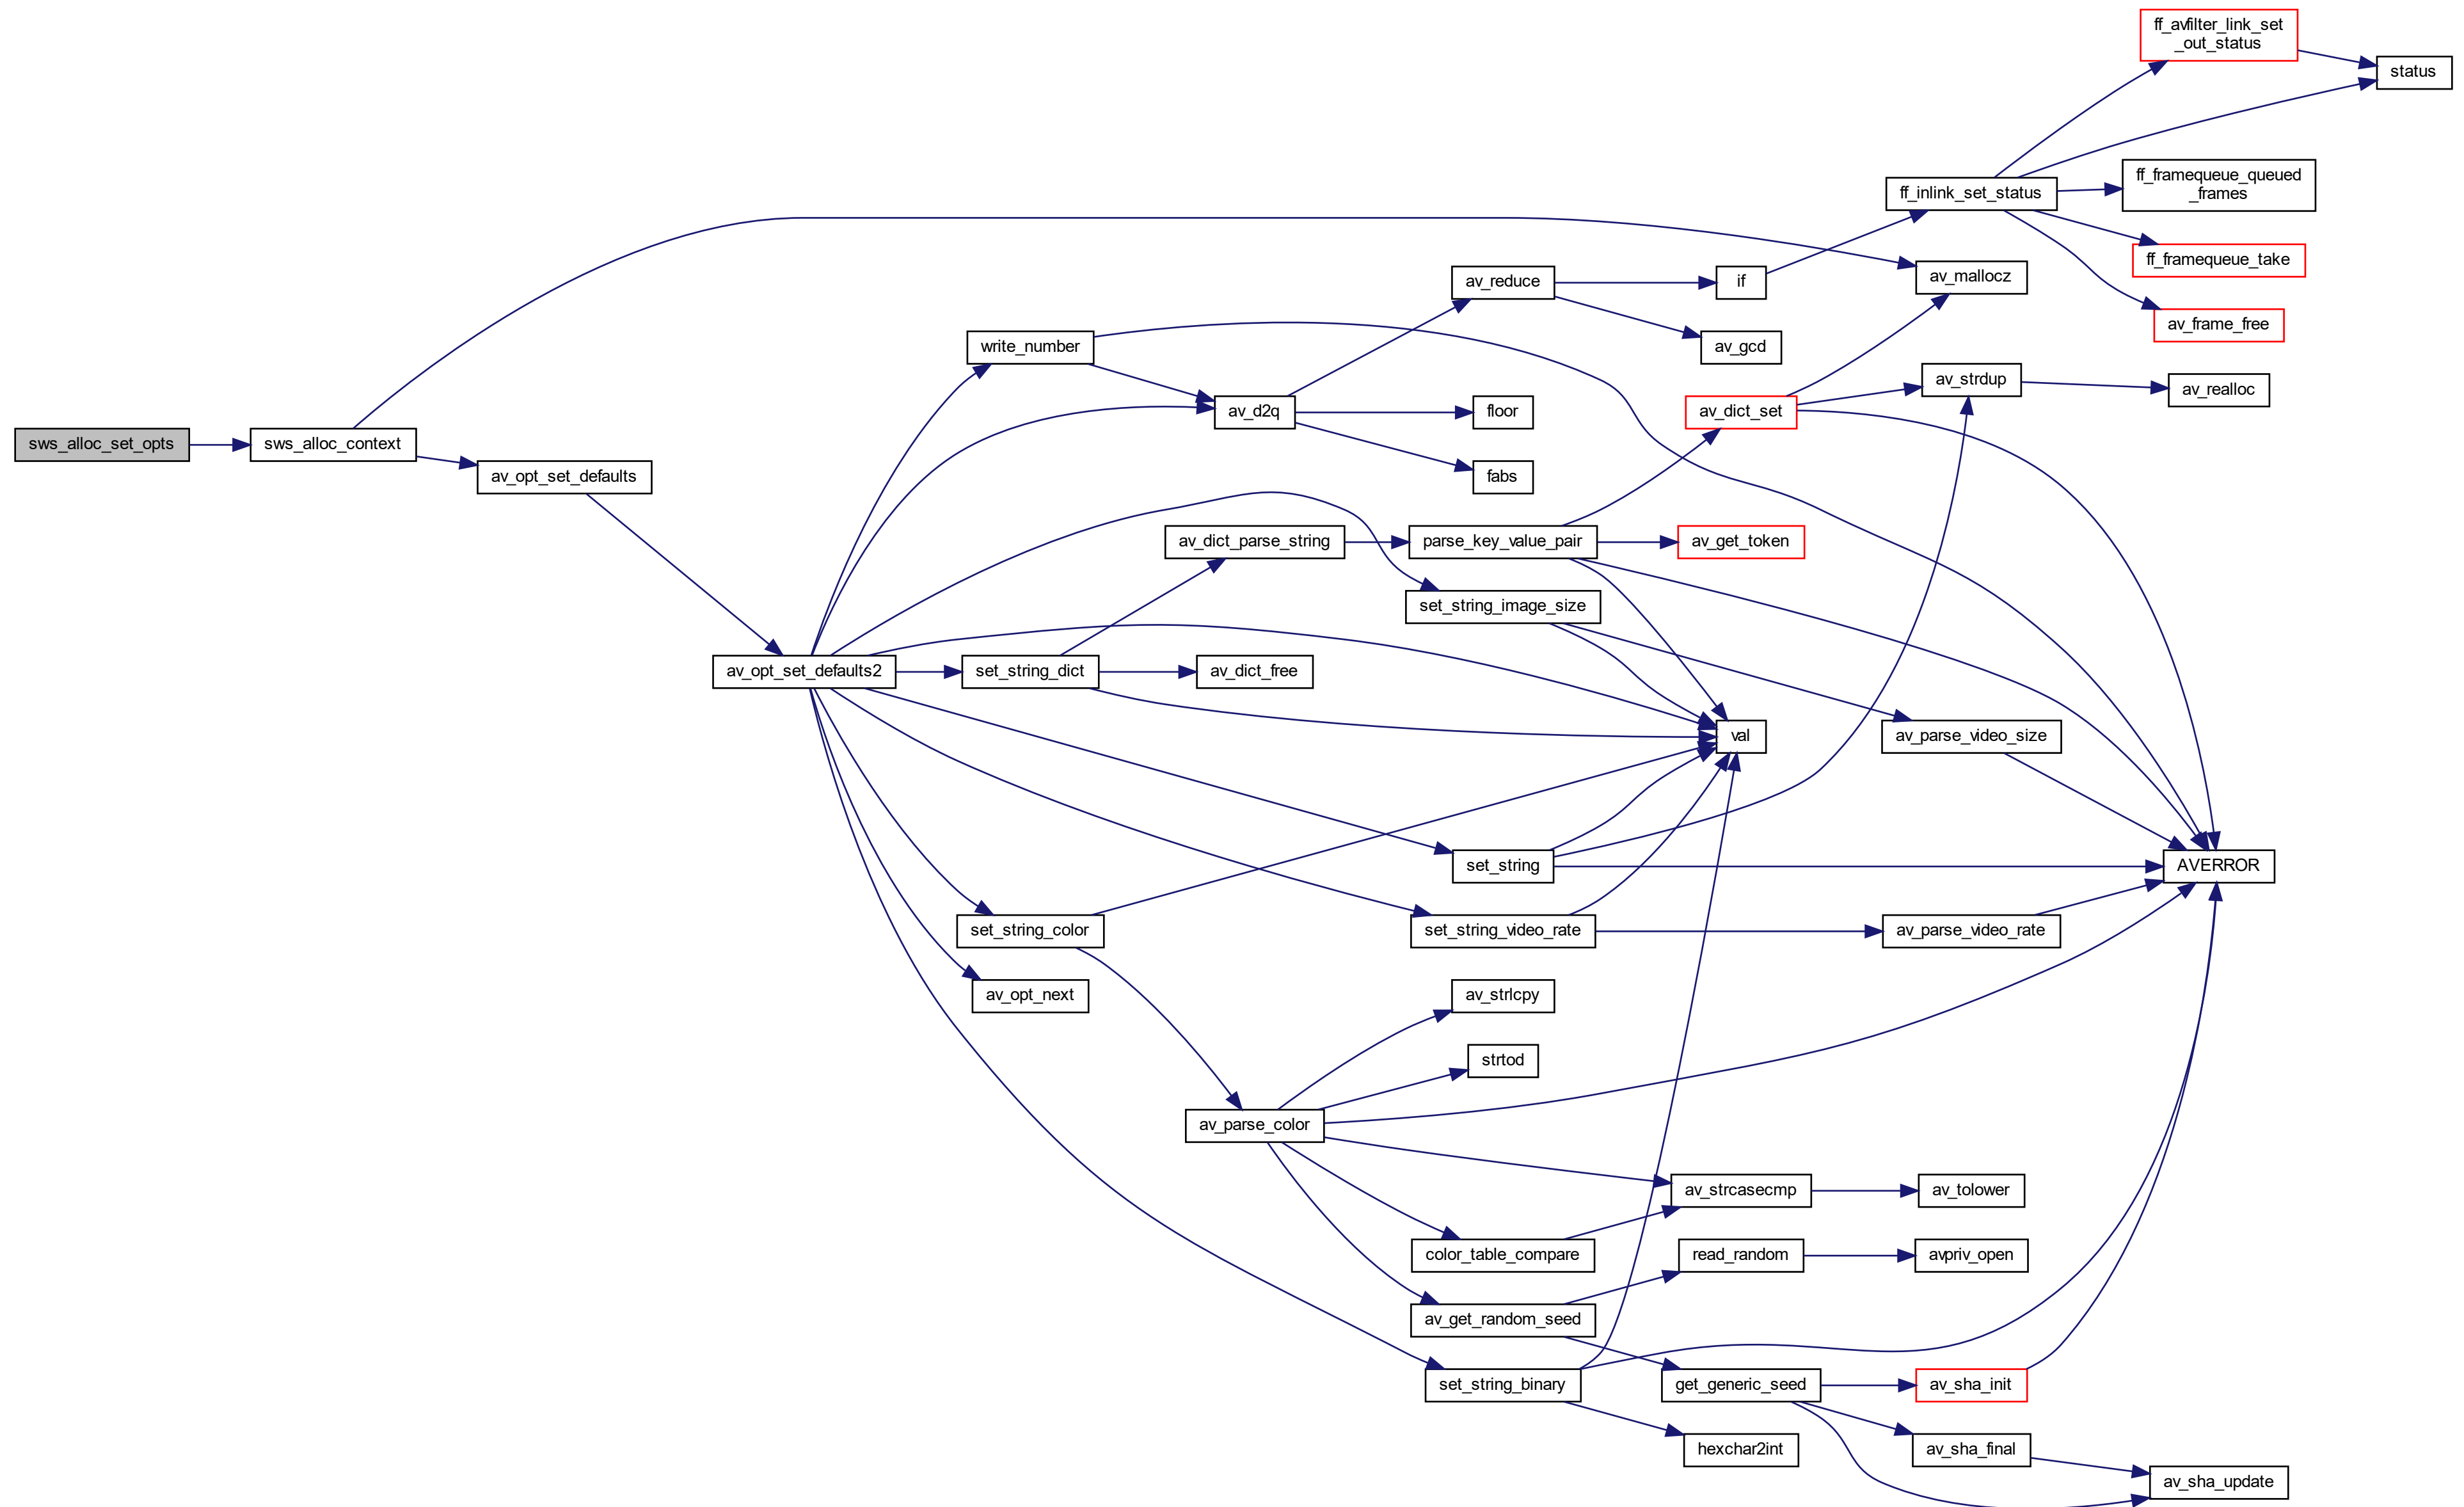 ff_avfilter_link_set
_out_status
status
ff_framequeue_queued
_frames
ff_inlink_set_status
ff_framequeue_take
av_mallocz
av_reduce
if
av_frame_free
write_number
av_gcd
av_strdup
av_realloc
av_d2q
floor
av_dict_set
sws_alloc_set_opts
sws_alloc_context
av_opt_set_defaults
fabs
av_dict_parse_string
parse_key_value_pair
av_get_token
set_string_image_size
av_opt_set_defaults2
set_string_dict
av_dict_free
val
av_parse_video_size
set_string
AVERROR
set_string_color
set_string_video_rate
av_parse_video_rate
av_opt_next
av_strlcpy
strtod
av_parse_color
av_strcasecmp
av_tolower
color_table_compare
read_random
avpriv_open
av_get_random_seed
set_string_binary
get_generic_seed
av_sha_init
hexchar2int
av_sha_final
av_sha_update